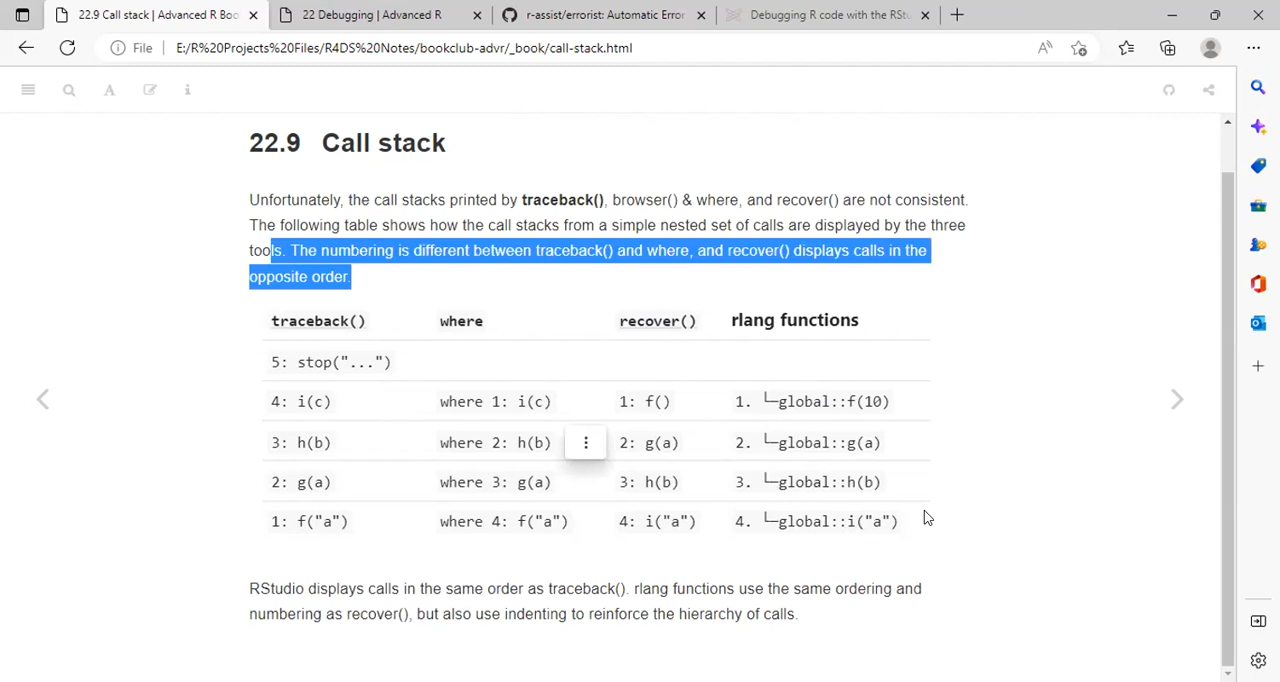 22.9 Call stack | Advanced R Boo
22 Debugging | Advanced R
r-assist/errorist: Automatic Error
Debugging R code with the RStu
File
E:/R%20Projects%20Files/R4DS%20Notes/bookclub-advr/_book/call-stack.html
22.9 Call stack
Unfortunately, the call stacks printed by traceback(), browser() & where, and recover() are not consistent.
The following table shows how the call stacks from a simple nested set of calls are displayed by the three
tools. The numbering is different between traceback() and where, and recover() displays calls in the
opposite order.
traceback() where recover() rlang functions
5: stop("...")
4: i(c) where 1: i(c) 1: f() 1. └─global::f(10)
3: h(b) where 2: h(b) 2: g(a) 2. └─global::g(a)
2: g(a) where 3: g(a) 3: h(b) 3. └─global::h(b)
1: f("a") where 4: f("a") 4: i("a") 4. └─global::i("a")
RStudio displays calls in the same order as traceback(). rlang functions use the same ordering and
numbering as recover(), but also use indenting to reinforce the hierarchy of calls.